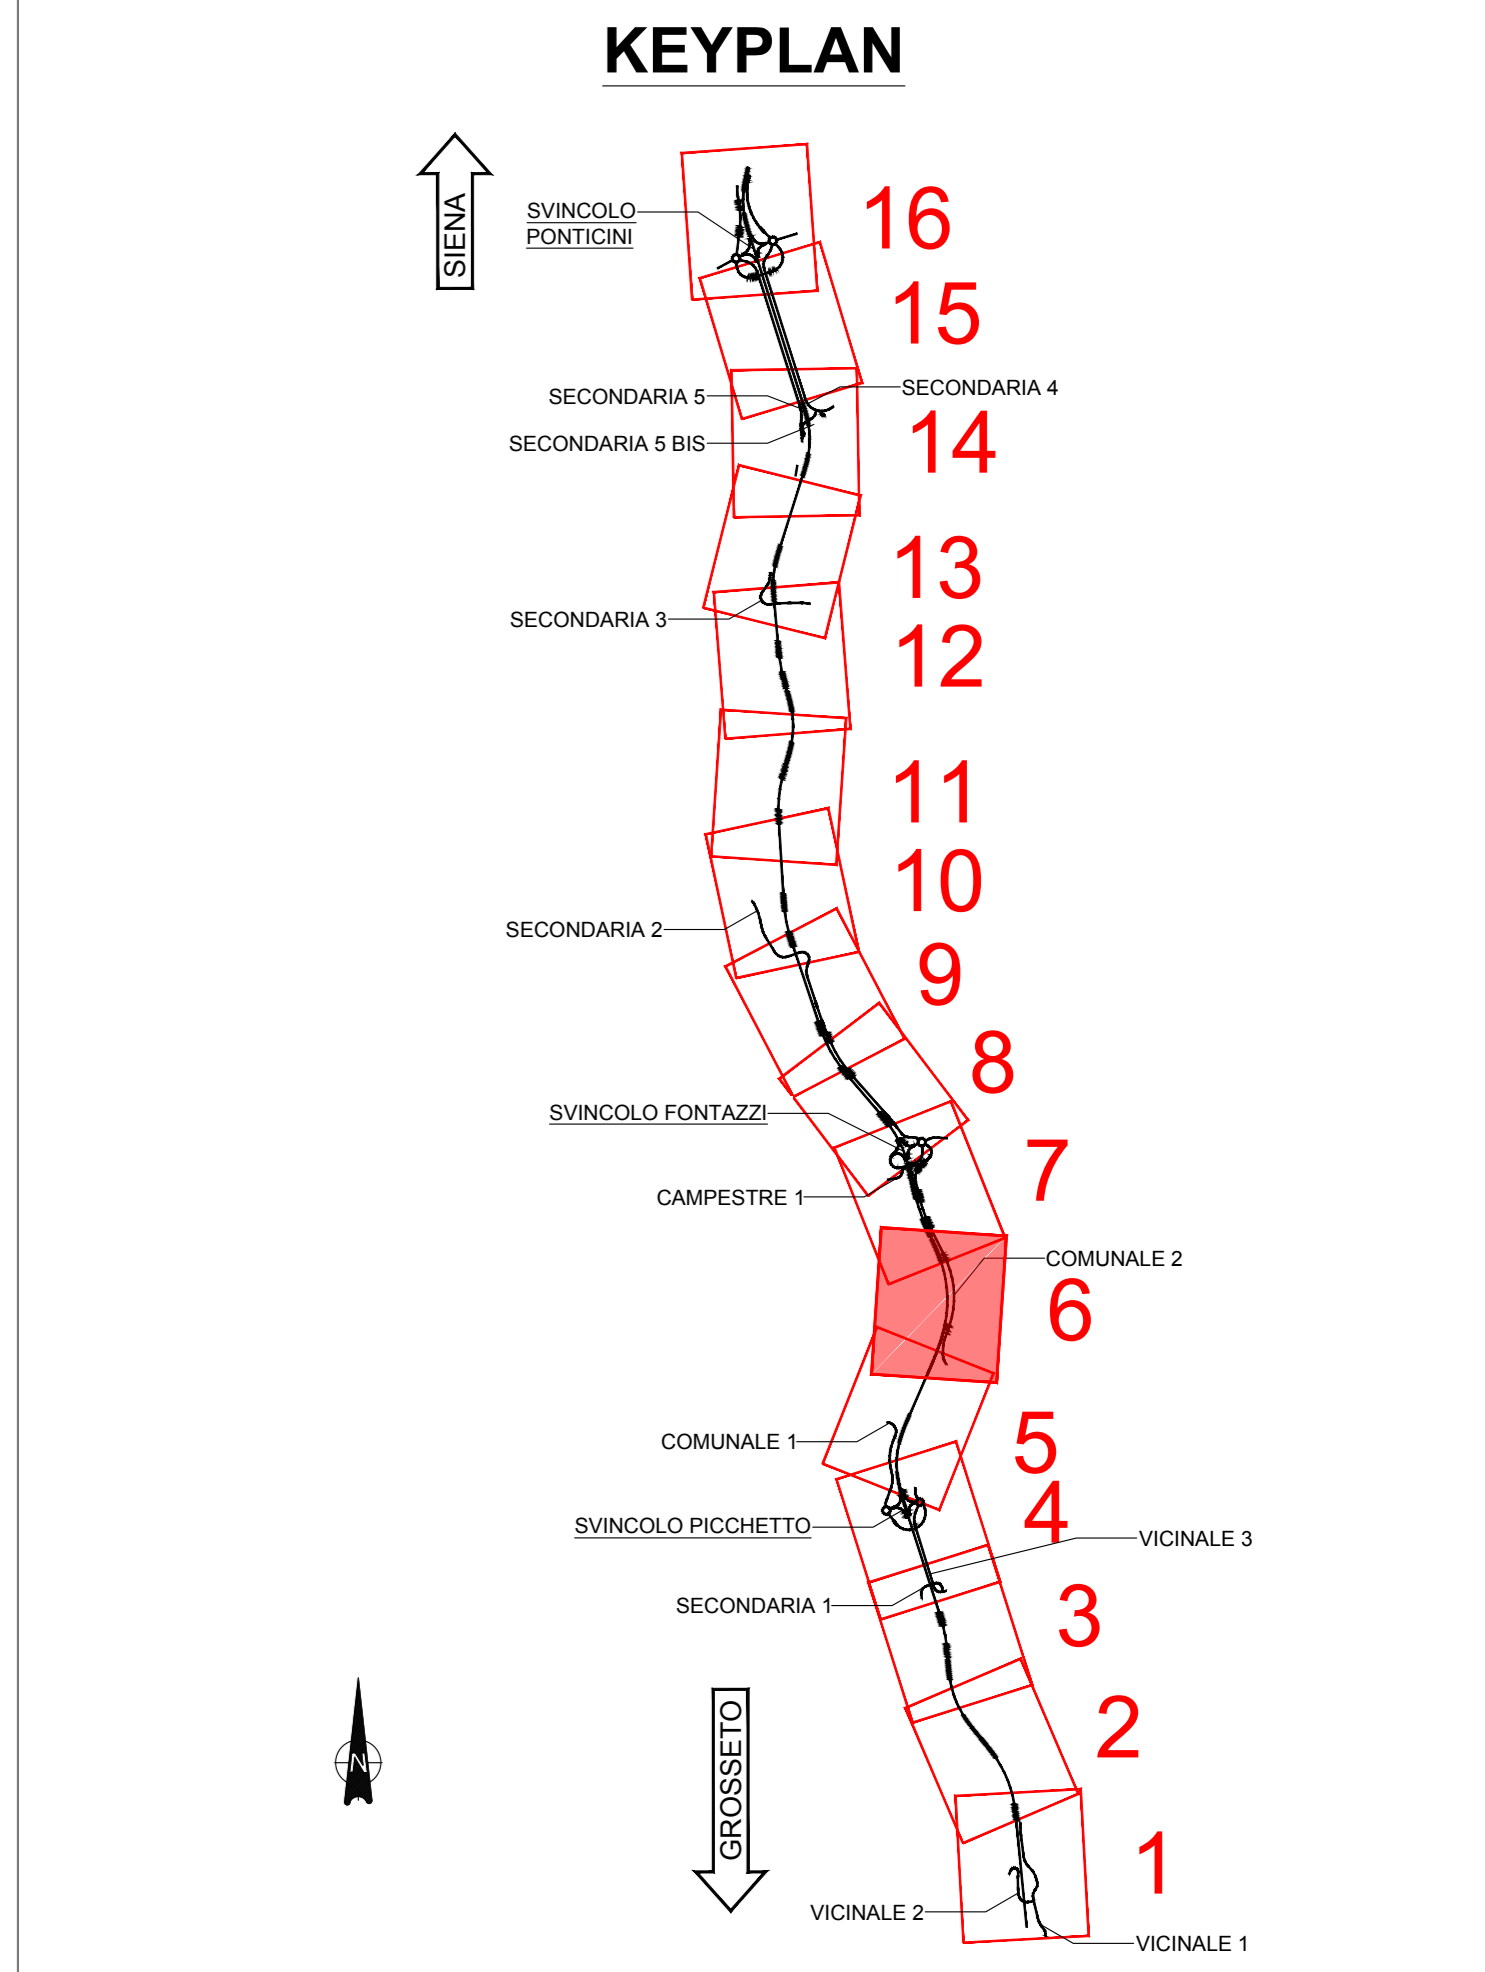 KEYPLAN
SIENA
SVINCOLO
PONTICINI
16
15
SECONDARIA 5
SECONDARIA 4
SECONDARIA 5 BIS
14
13
SECONDARIA 3
12
11
10
SECONDARIA 2
9
8
SVINCOLO FONTAZZI
7
CAMPESTRE 1
COMUNALE 2
6
COMUNALE 1
5
4
SVINCOLO PICCHETTO
VICINALE 3
SECONDARIA 1
3
2
GROSSETO
N
1
VICINALE 2
VICINALE 1